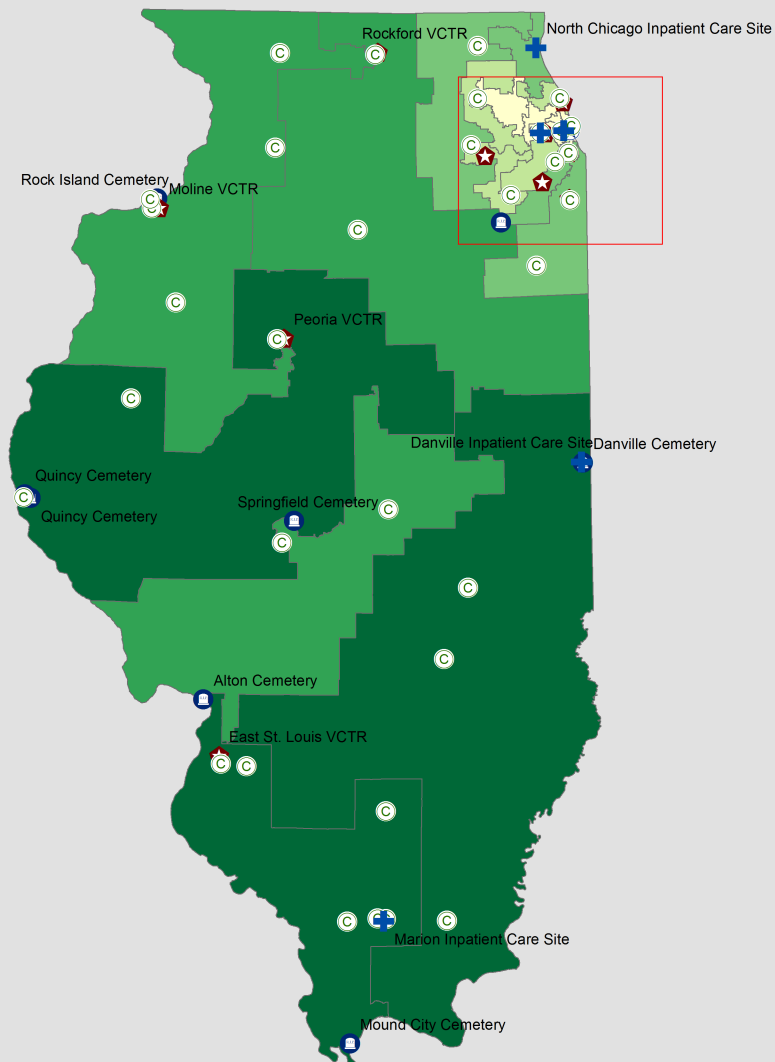 Rockford VCTR
North Chicago Inpatient Care Site
C
C
C
C
C
C
C
C
Rock Island Cemetery
Moline VCTR
C
C
C
C
C
C
C
C
C
C
Peoria VCTR
C
C
Danville Inpatient Care Site
Danville Cemetery
Quincy Cemetery
C
Quincy Cemetery
Springfield Cemetery
C
C
C
C
Alton Cemetery
East St. Louis VCTR
C
C
C
C
C
C
C
Marion Inpatient Care Site
Mound City Cemetery